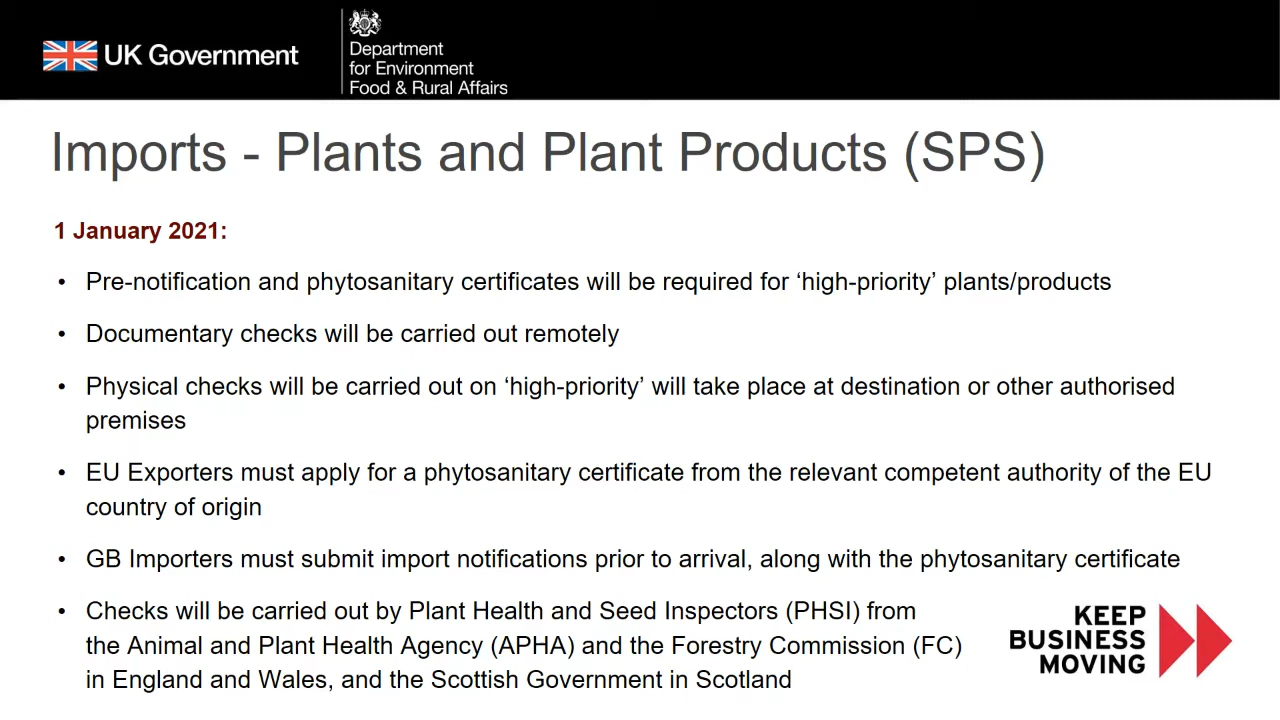 UK Government
Department
for Environment
Food & Rural Affairs
Imports - Plants and Plant Products (SPS)
1 January 2021:
• Pre-notification and phytosanitary certificates will be required for ‘high-priority’ plants/products
• Documentary checks will be carried out remotely
• Physical checks will be carried out on ‘high-priority’ will take place at destination or other authorised
premises
• EU Exporters must apply for a phytosanitary certificate from the relevant competent authority of the EU
country of origin
• GB Importers must submit import notifications prior to arrival, along with the phytosanitary certificate
• Checks will be carried out by Plant Health and Seed Inspectors (PHSI) from
the Animal and Plant Health Agency (APHA) and the Forestry Commission (FC)
in England and Wales, and the Scottish Government in Scotland
KEEP
BUSINESS
MOVING